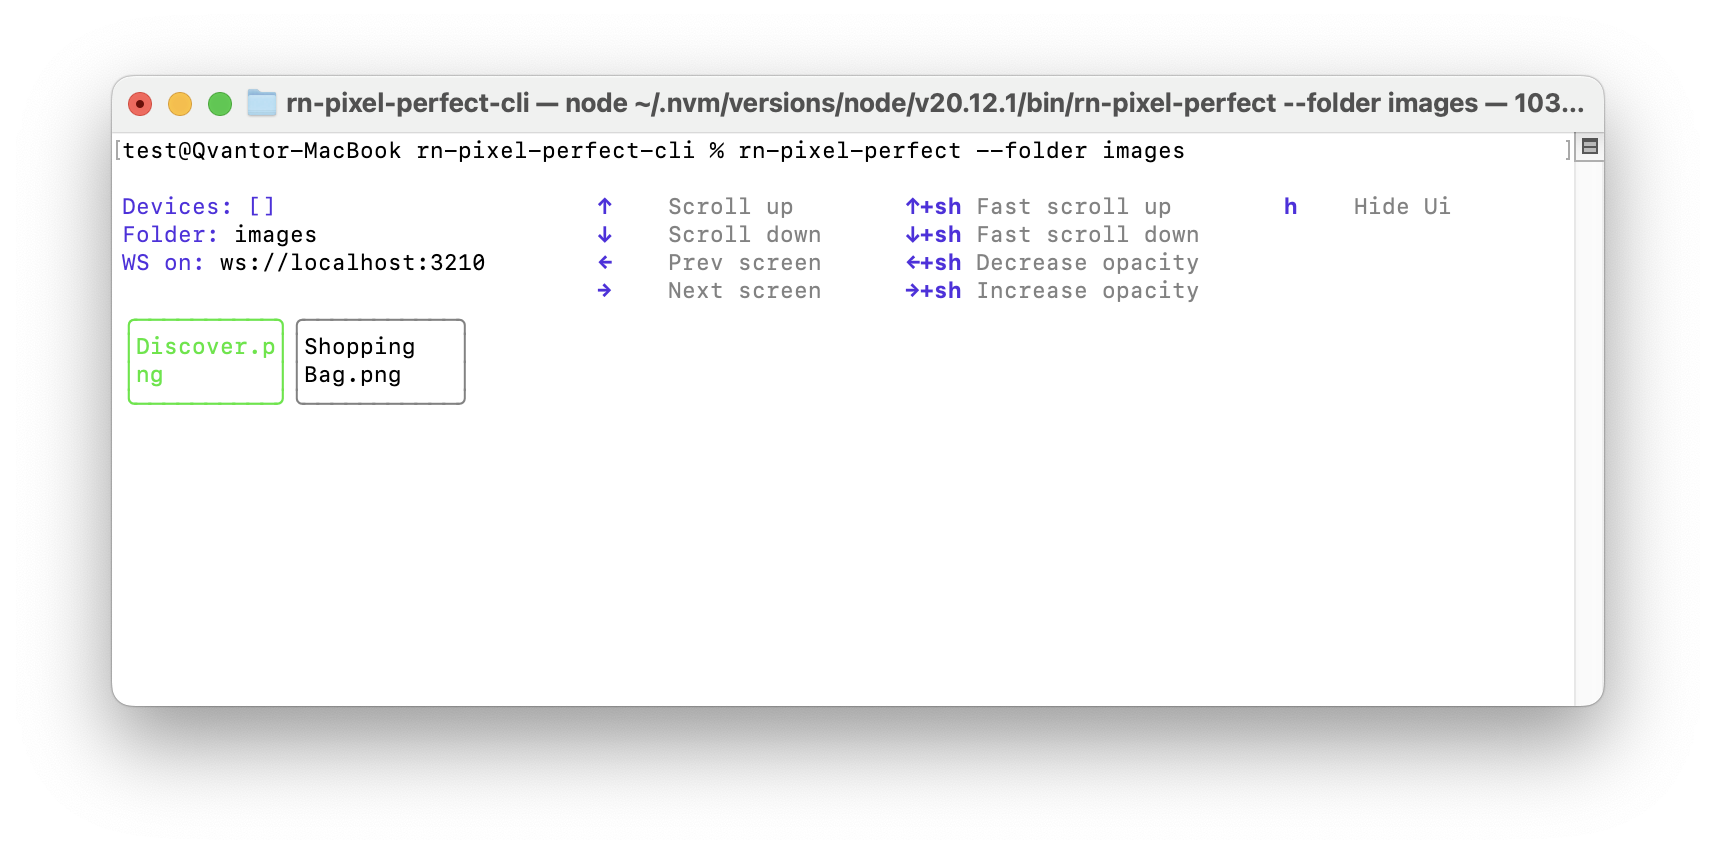 rn-pixel-perfect-cli — node ~/.nvm/versions/node/v20.12.1/bin/rn-pixel-perfect --folder images — 103...
[test@Qvantor-MacBook rn-pixel-perfect-cli % rn-pixel-perfect --folder images ]
Devices: [] ↑ Scroll up ↑+sh Fast scroll up h Hide Ui
Folder: images ↓ Scroll down ↓+sh Fast scroll down
WS on: ws://localhost:3210 ← Prev screen ←+sh Decrease opacity
→ Next screen →+sh Increase opacity
Discover.p
ng
Shopping
Bag.png